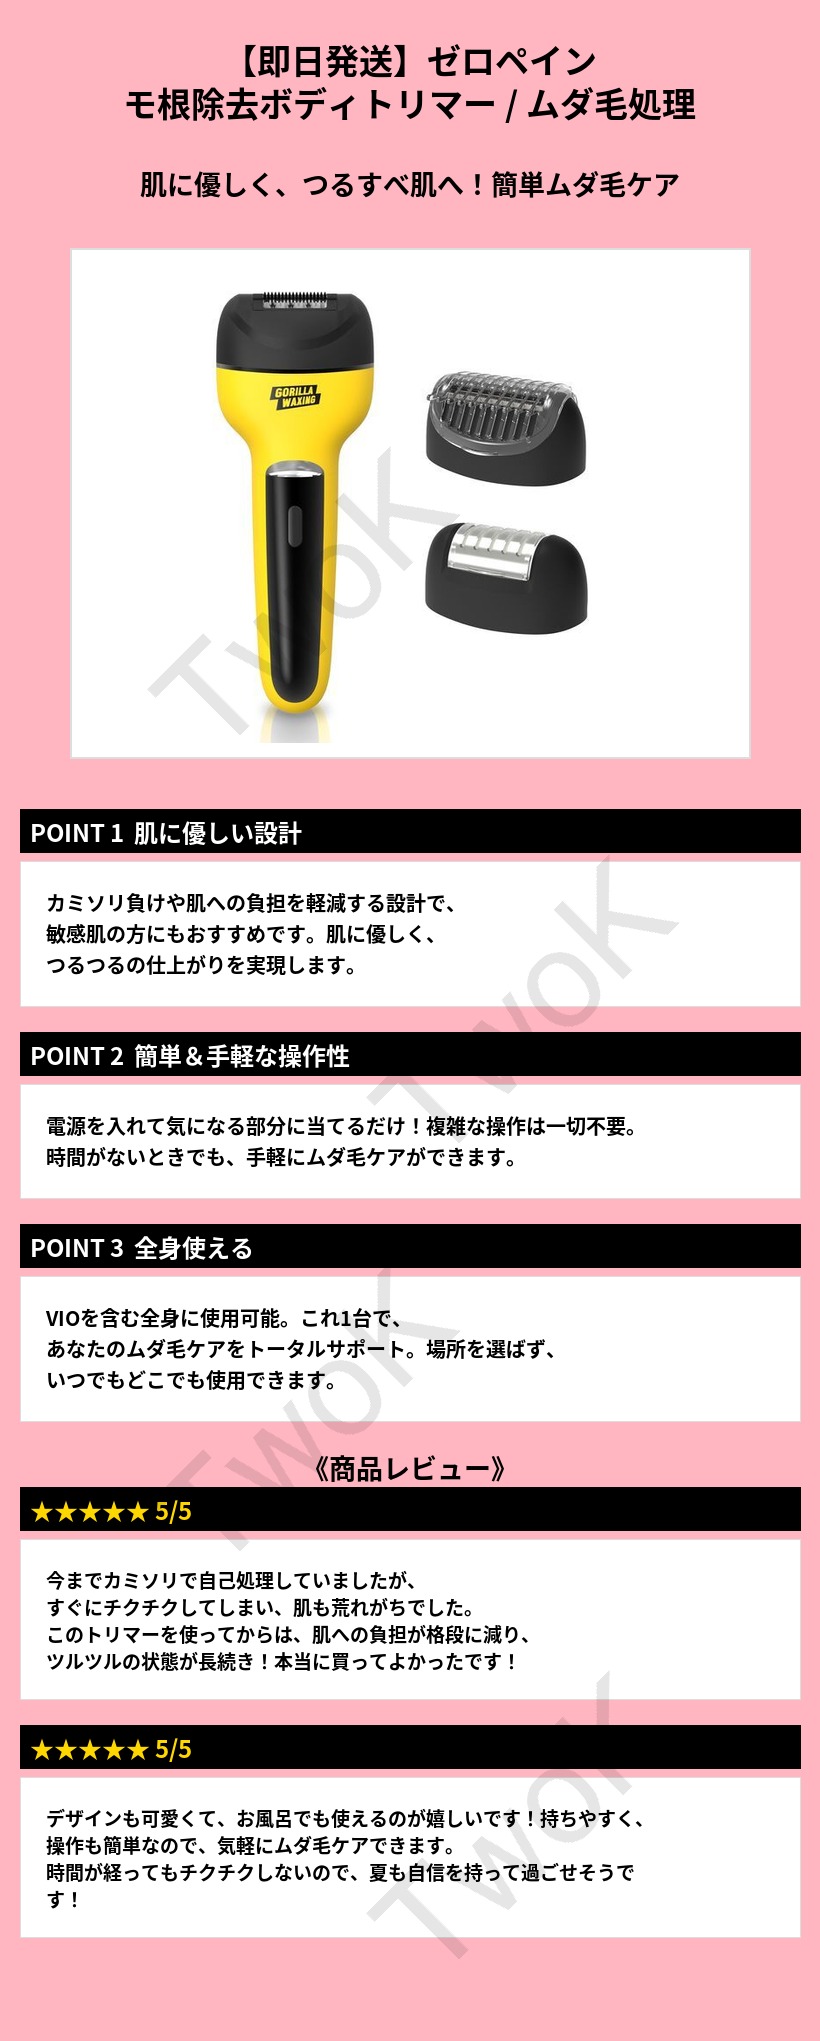 【即日発送】ゼロペイン
モ根除去ボディトリマー / ムダ毛処理
肌に優しく、つるすべ肌へ！簡単ムダ毛ケア
GORILLA
WAXING
TwoK
POINT 1 肌に優しい設計
カミソリ負けや肌への負担を軽減する設計で、
敏感肌の方にもおすすめです。肌に優しく、
つるつるの仕上がりを実現します。
TwoK
POINT 2 簡単＆手軽な操作性
電源を入れて気になる部分に当てるだけ！複雑な操作は一切不要。
時間がないときでも、手軽にムダ毛ケアができます。
POINT 3 全身使える
VIOを含む全身に使用可能。これ1台で、
あなたのムダ毛ケアをトータルサポート。場所を選ばず、
いつでもどこでも使用できます。
TwoK
《商品レビュー》
★★★★★ 5/5
今までカミソリで自己処理していましたが、
すぐにチクチクしてしまい、肌も荒れがちでした。
このトリマーを使ってからは、肌への負担が格段に減り、
ツルツルの状態が長続き！本当に買ってよかったです！
★★★★★ 5/5
デザインも可愛くて、お風呂でも使えるのが嬉しいです！持ちやすく、
操作も簡単なので、気軽にムダ毛ケアできます。
時間が経ってもチクチクしないので、夏も自信を持って過ごせそうで
す！
TwoK